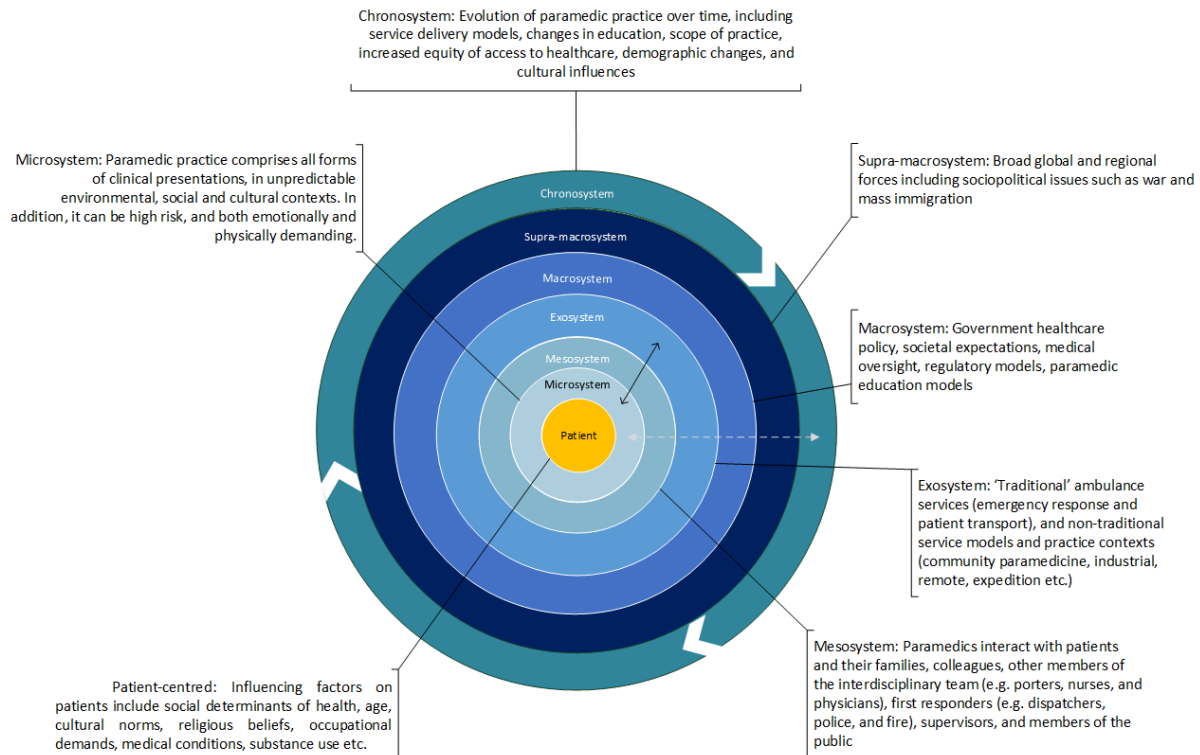 Chronosystem: Evolution of paramedic practice over time, including
service delivery models, changes in education, scope of practice,
increased equity of access to healthcare, demographic changes, and
cultural influences
Microsystem: Paramedic practice comprises all forms
of clinical presentations, in unpredictable
environmental, social and cultural contexts. In
addition, it can be high risk, and both emotionally and
physically demanding.
Supra-macrosystem: Broad global and regional
forces including sociopolitical issues such as war and
mass immigration
Chronosystem
Supra-macrosystem
Macrosystem
Exosystem
Mesosystem
Microsystem
Patient
Macrosystem: Government healthcare
policy, societal expectations, medical
oversight, regulatory models, paramedic
education models
Exosystem: ‘Traditional’ ambulance
services (emergency response and
patient transport), and non-traditional
service models and practice contexts
(community paramedicine, industrial,
remote, expedition etc.)
Mesosystem: Paramedics interact with patients
and their families, colleagues, other members of
the interdisciplinary team (e.g. porters, nurses, and
physicians), first responders (e.g. dispatchers,
police, and fire), supervisors, and members of the
public
Patient-centred: Influencing factors on
patients include social determinants of health, age,
cultural norms, religious beliefs, occupational
demands, medical conditions, substance use etc.